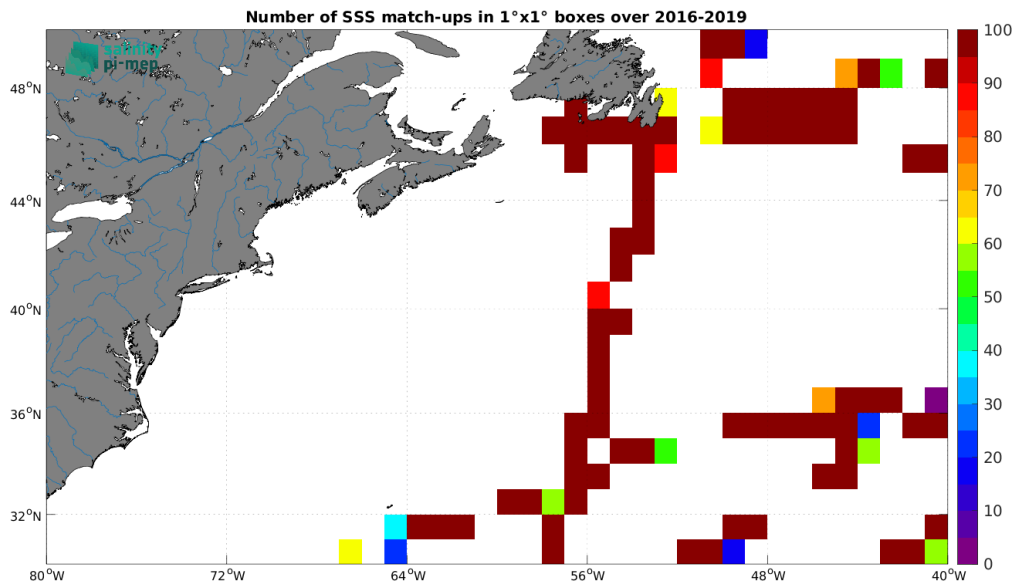 Number of SSS match-ups in 1°x1° boxes over 2016-2019
salinity
pi-mep
48°N
44°N
40°N
36°N
32°N
80°W
72°W
64°W
56°W
48°W
40°W
100
90
80
70
60
50
40
30
20
10
0